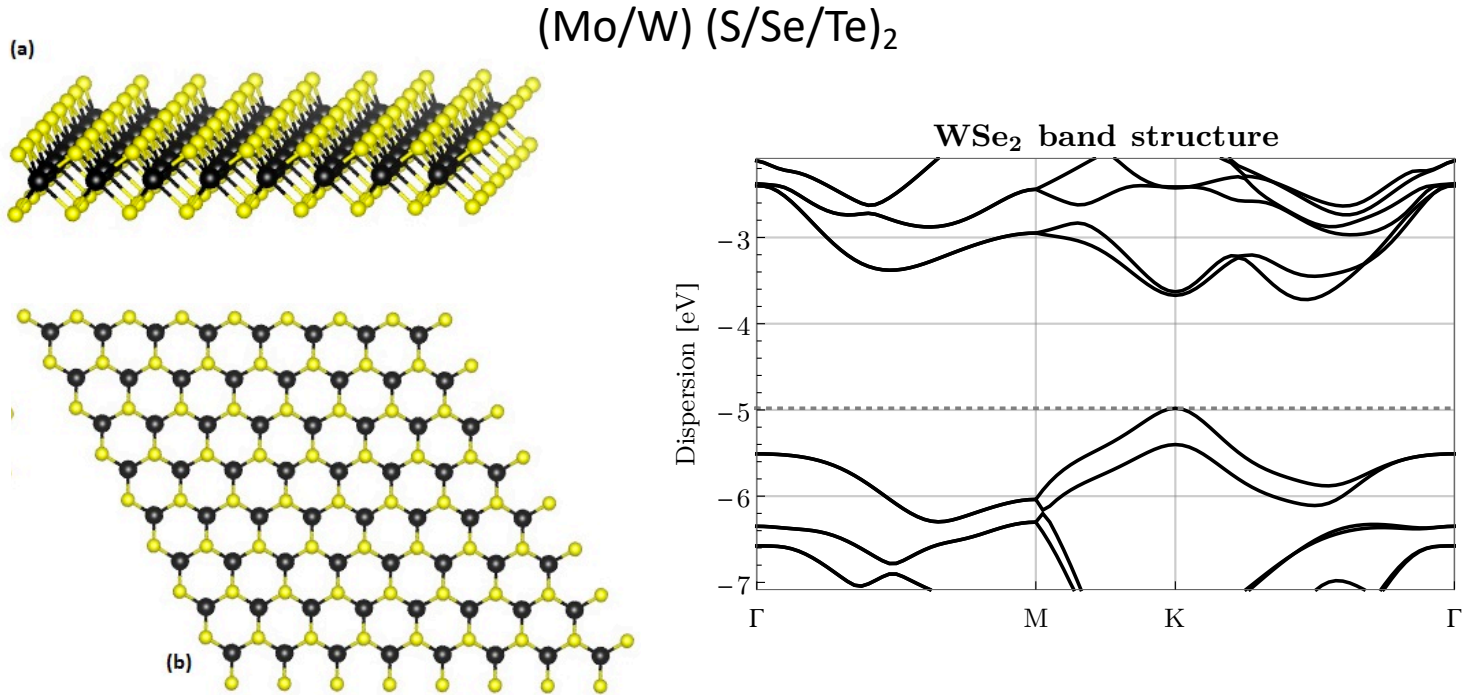 (Mo/W) (S/Se/Te)₂
(a)
(b)
WSe₂ band structure
Dispersion [eV]
−3
−4
−5
−6
−7
Γ M K Γ